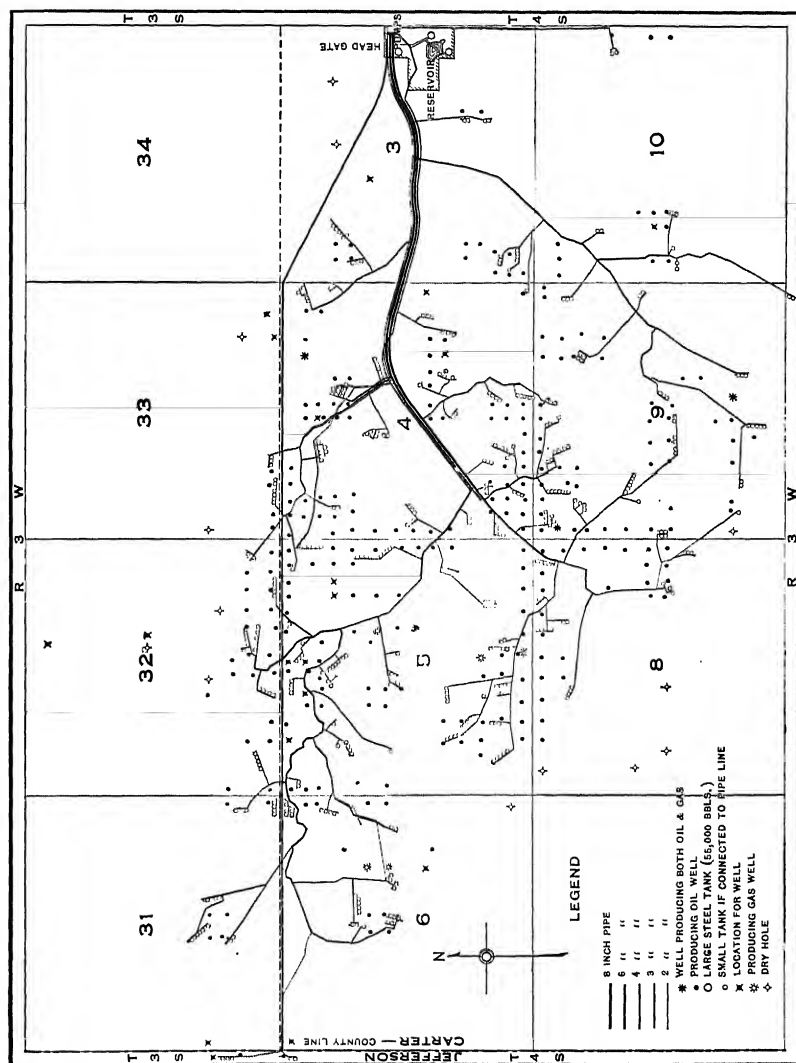 T 3 S
T 4 S
34
3
10
HEAD GATE
PUMPS
RESERVOIR
33
4
9
R 3 W
R 3 W
32
5
8
31
6
N
T 3 S
T 4 S
JEFFERSON
CARTER — COUNTY LINE
LEGEND
8 INCH PIPE
6 〃 〃
4 〃 〃
3 〃 〃
2 〃 〃
WELL PRODUCING BOTH OIL & GAS
PRODUCING OIL WELL
LARGE STEEL TANK (55,000 BBLS.)
SMALL TANK IF CONNECTED TO PIPE LINE
LOCATION FOR WELL
PRODUCING GAS WELL
DRY HOLE